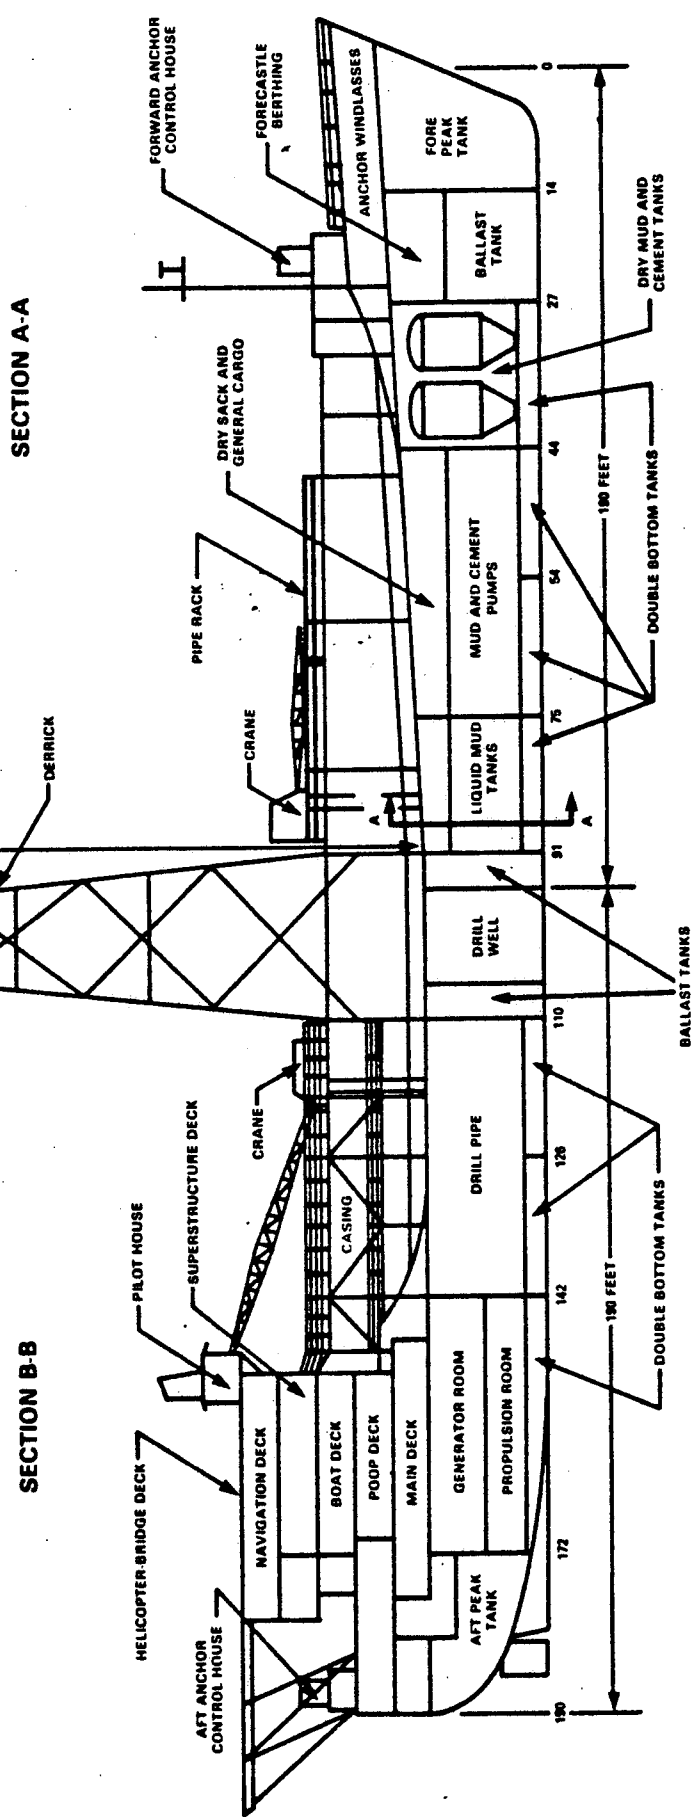 SECTION B-B
SECTION A-A
HELICOPTER-BRIDGE DECK
PILOT HOUSE
SUPERSTRUCTURE DECK
AFT ANCHOR
CONTROL HOUSE
NAVIGATION DECK
BOAT DECK
POOP DECK
MAIN DECK
GENERATOR ROOM
PROPULSION ROOM
AFT PEAK
TANK
CRANE
CASING
DRILL PIPE
DERRICK
DRILL
WELL
CRANE
PIPE RACK
DRY SACK AND
GENERAL CARGO
FORWARD ANCHOR
CONTROL HOUSE
FORECASTLE
BERTHING
ANCHOR WINDLASSES
FORE
PEAK
TANK
BALLAST
TANK
MUD AND CEMENT
PUMPS
LIQUID MUD
TANKS
A
A
190
172
142
126
110
91
75
54
44
27
14
0
190 FEET
190 FEET
DOUBLE BOTTOM TANKS
BALLAST TANKS
DOUBLE BOTTOM TANKS
DRY MUD AND
CEMENT TANKS